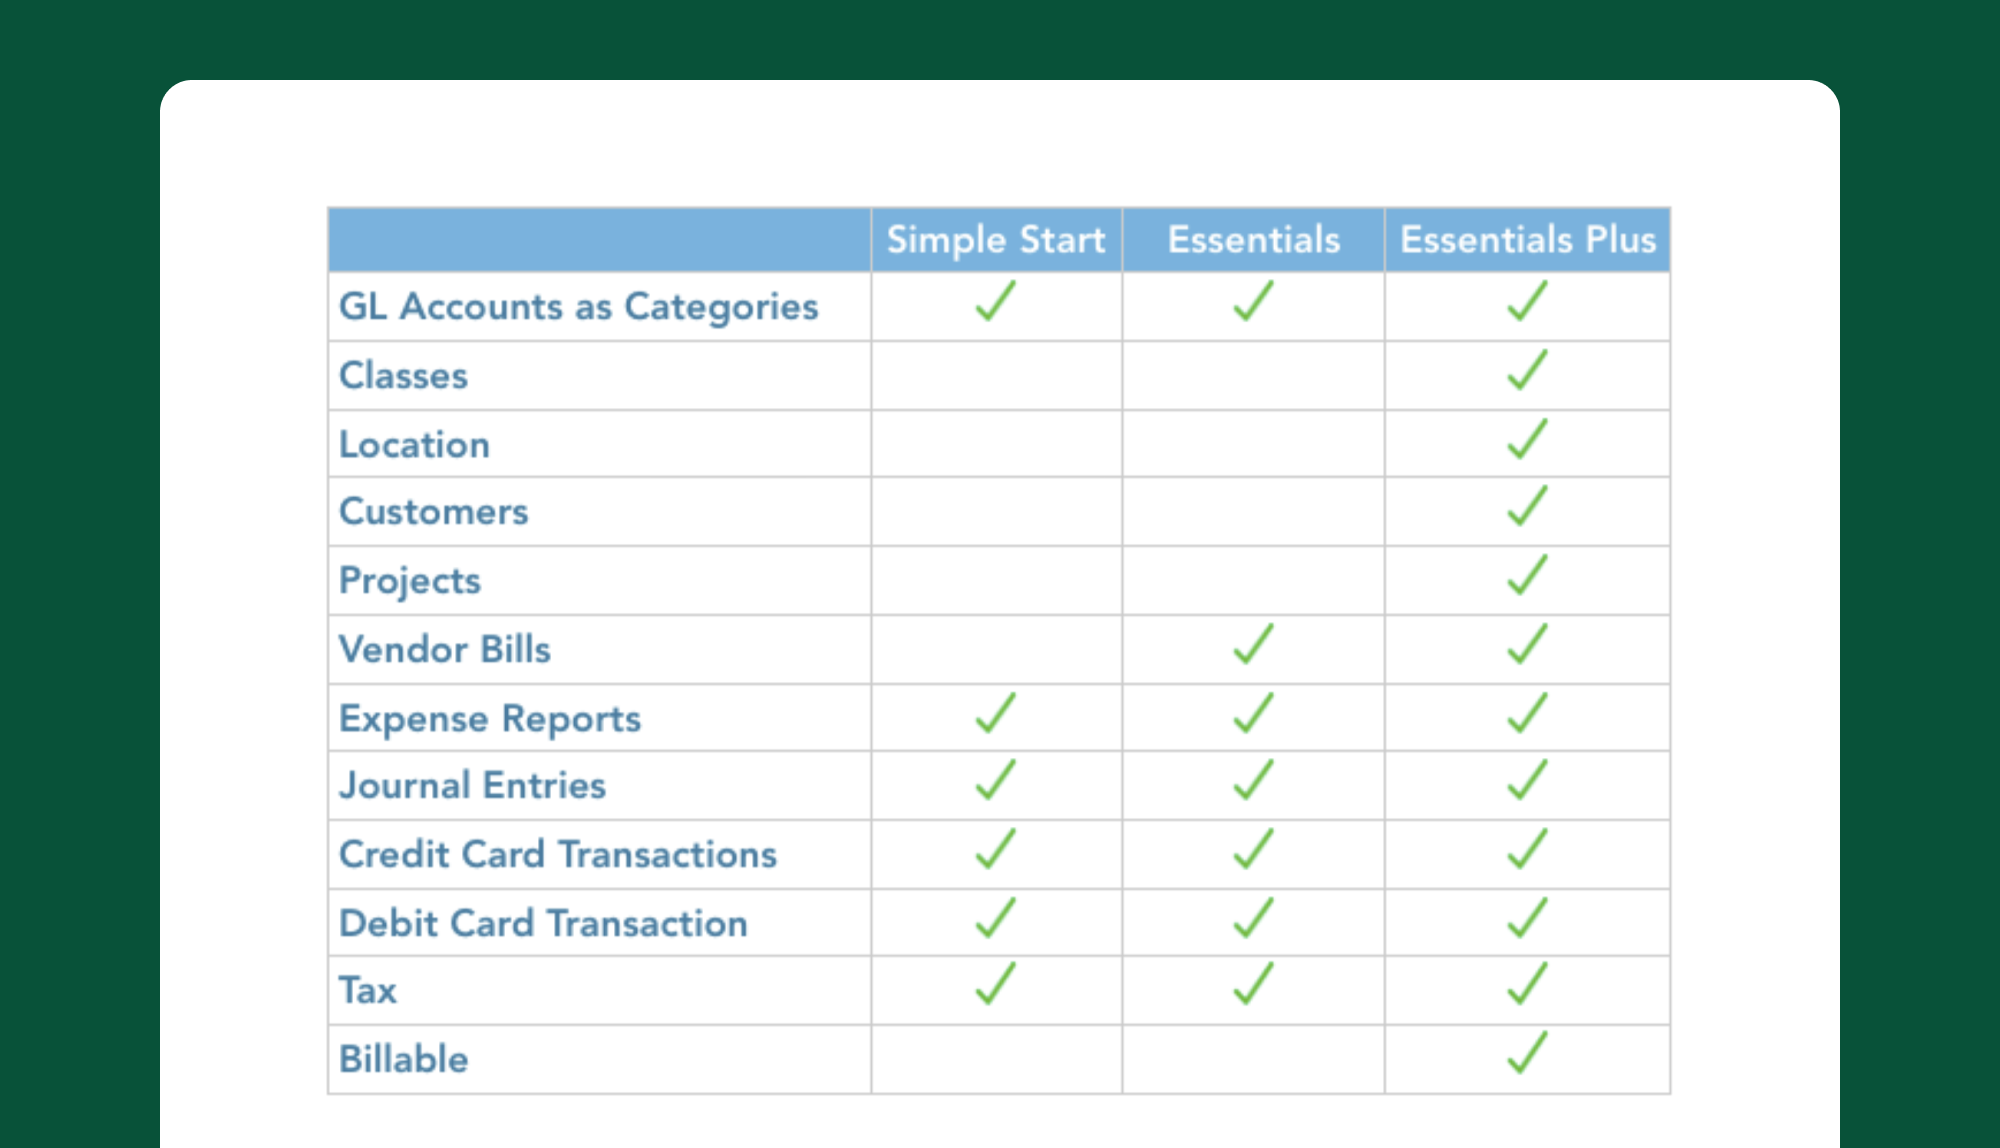 Simple Start Essentials Essentials Plus
GL Accounts as Categories ✓ ✓ ✓
Classes ✓
Location ✓
Customers ✓
Projects ✓
Vendor Bills ✓ ✓
Expense Reports ✓ ✓ ✓
Journal Entries ✓ ✓ ✓
Credit Card Transactions ✓ ✓ ✓
Debit Card Transaction ✓ ✓ ✓
Tax ✓ ✓ ✓
Billable ✓